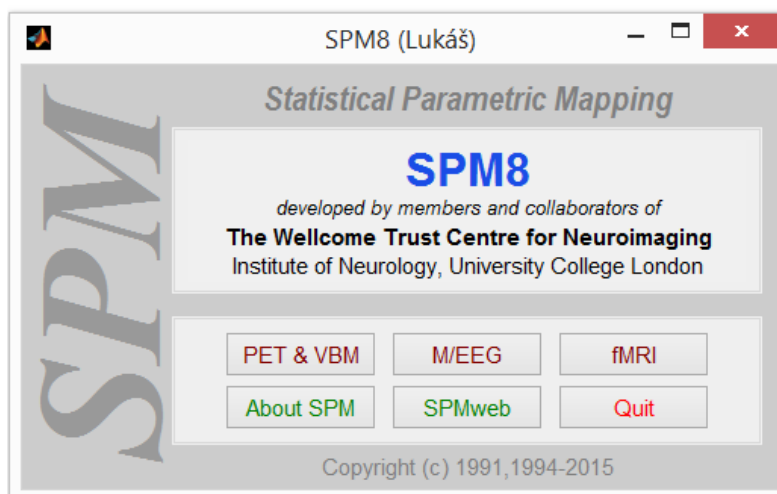 SPM8 (Lukáš)
SPM
Statistical Parametric Mapping
SPM8
developed by members and collaborators of
The Wellcome Trust Centre for Neuroimaging
Institute of Neurology, University College London
PET & VBM M/EEG fMRI
About SPM SPMweb Quit
Copyright (c) 1991,1994-2015